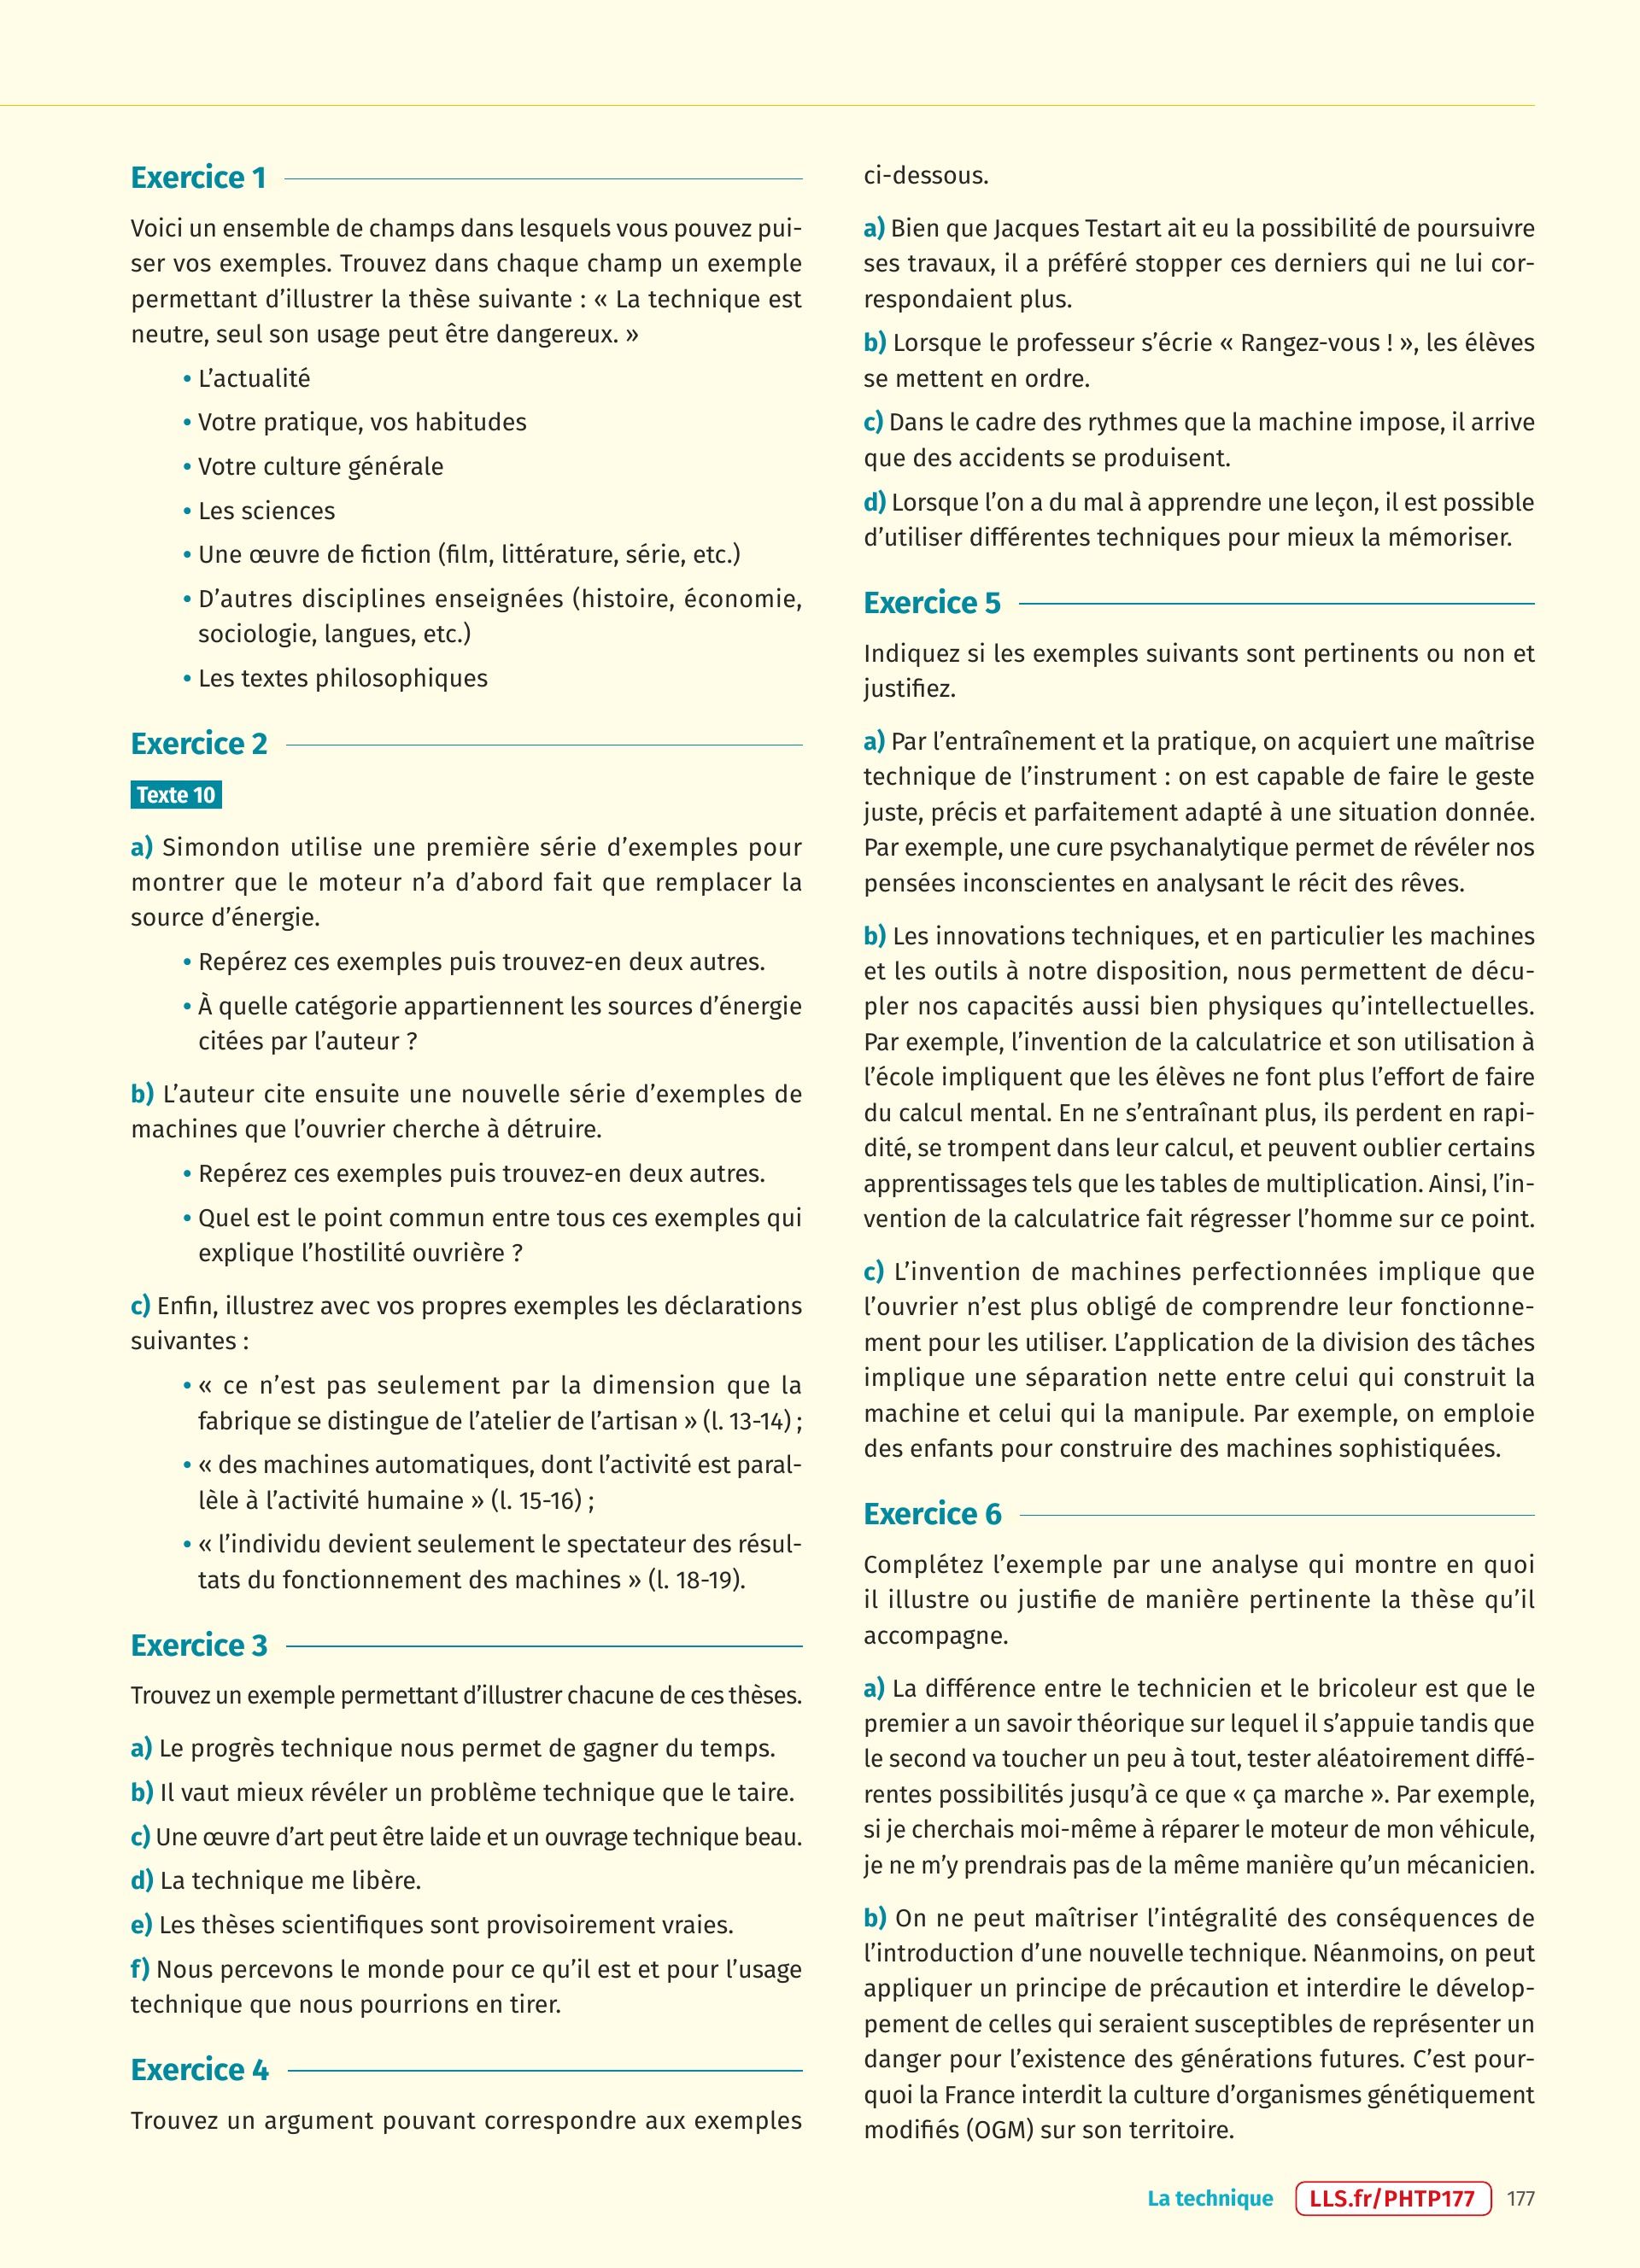 Exercice 1
Voici un ensemble de champs dans lesquels vous pouvez pui-
ser vos exemples. Trouvez dans chaque champ un exemple
permettant d’illustrer la thèse suivante : « La technique est
neutre, seul son usage peut être dangereux. »
• L’actualité
• Votre pratique, vos habitudes
• Votre culture générale
• Les sciences
• Une œuvre de fiction (film, littérature, série, etc.)
• D’autres disciplines enseignées (histoire, économie,
sociologie, langues, etc.)
• Les textes philosophiques
Exercice 2
Texte 10
a) Simondon utilise une première série d’exemples pour
montrer que le moteur n’a d’abord fait que remplacer la
source d’énergie.
• Repérez ces exemples puis trouvez-en deux autres.
• À quelle catégorie appartiennent les sources d’énergie
citées par l’auteur ?
b) L’auteur cite ensuite une nouvelle série d’exemples de
machines que l’ouvrier cherche à détruire.
• Repérez ces exemples puis trouvez-en deux autres.
• Quel est le point commun entre tous ces exemples qui
explique l’hostilité ouvrière ?
c) Enfin, illustrez avec vos propres exemples les déclarations
suivantes :
• « ce n’est pas seulement par la dimension que la
fabrique se distingue de l’atelier de l’artisan » (l. 13-14) ;
• « des machines automatiques, dont l’activité est paral-
lèle à l’activité humaine » (l. 15-16) ;
• « l’individu devient seulement le spectateur des résul-
tats du fonctionnement des machines » (l. 18-19).
Exercice 3
Trouvez un exemple permettant d’illustrer chacune de ces thèses.
a) Le progrès technique nous permet de gagner du temps.
b) Il vaut mieux révéler un problème technique que le taire.
c) Une œuvre d’art peut être laide et un ouvrage technique beau.
d) La technique me libère.
e) Les thèses scientifiques sont provisoirement vraies.
f) Nous percevons le monde pour ce qu’il est et pour l’usage
technique que nous pourrions en tirer.
Exercice 4
Trouvez un argument pouvant correspondre aux exemples
ci-dessous.
a) Bien que Jacques Testart ait eu la possibilité de poursuivre
ses travaux, il a préféré stopper ces derniers qui ne lui cor-
respondaient plus.
b) Lorsque le professeur s’écrie « Rangez-vous ! », les élèves
se mettent en ordre.
c) Dans le cadre des rythmes que la machine impose, il arrive
que des accidents se produisent.
d) Lorsque l’on a du mal à apprendre une leçon, il est possible
d’utiliser différentes techniques pour mieux la mémoriser.
Exercice 5
Indiquez si les exemples suivants sont pertinents ou non et
justifiez.
a) Par l’entraînement et la pratique, on acquiert une maîtrise
technique de l’instrument : on est capable de faire le geste
juste, précis et parfaitement adapté à une situation donnée.
Par exemple, une cure psychanalytique permet de révéler nos
pensées inconscientes en analysant le récit des rêves.
b) Les innovations techniques, et en particulier les machines
et les outils à notre disposition, nous permettent de décu-
pler nos capacités aussi bien physiques qu’intellectuelles.
Par exemple, l’invention de la calculatrice et son utilisation à
l’école impliquent que les élèves ne font plus l’effort de faire
du calcul mental. En ne s’entraînant plus, ils perdent en rapi-
dité, se trompent dans leur calcul, et peuvent oublier certains
apprentissages tels que les tables de multiplication. Ainsi, l’in-
vention de la calculatrice fait régresser l’homme sur ce point.
c) L’invention de machines perfectionnées implique que
l’ouvrier n’est plus obligé de comprendre leur fonctionne-
ment pour les utiliser. L’application de la division des tâches
implique une séparation nette entre celui qui construit la
machine et celui qui la manipule. Par exemple, on emploie
des enfants pour construire des machines sophistiquées.
Exercice 6
Complétez l’exemple par une analyse qui montre en quoi
il illustre ou justifie de manière pertinente la thèse qu’il
accompagne.
a) La différence entre le technicien et le bricoleur est que le
premier a un savoir théorique sur lequel il s’appuie tandis que
le second va toucher un peu à tout, tester aléatoirement diffé-
rentes possibilités jusqu’à ce que « ça marche ». Par exemple,
si je cherchais moi-même à réparer le moteur de mon véhicule,
je ne m’y prendrais pas de la même manière qu’un mécanicien.
b) On ne peut maîtriser l’intégralité des conséquences de
l’introduction d’une nouvelle technique. Néanmoins, on peut
appliquer un principe de précaution et interdire le dévelop-
pement de celles qui seraient susceptibles de représenter un
danger pour l’existence des générations futures. C’est pour-
quoi la France interdit la culture d’organismes génétiquement
modifiés (OGM) sur son territoire.
La technique LLS.fr/PHTP177 177